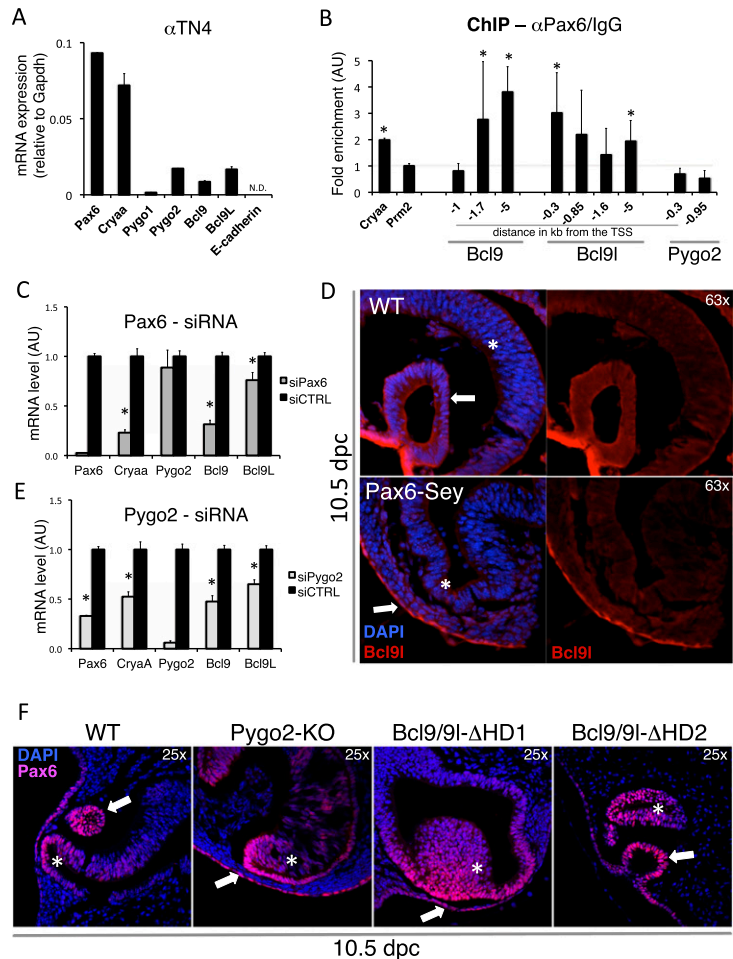 A
αTN4
mRNA expression
(relative to Gapdh)
0.1
0.05
0
N.D.
Pax6
Cryaa
Pygo1
Pygo2
Bcl9
Bcl9L
E-cadherin
B
ChIP – αPax6/IgG
Fold enrichment (AU)
5
4
3
2
1
0
* * * * *
Cryaa
Prm2
-1
-1.7
-5
-0.3
-0.85
-1.6
-5
-0.3
-0.95
distance in kb from the TSS
Bcl9
Bcl9l
Pygo2
C
Pax6 - siRNA
mRNA level (AU)
1.5
1.0
0.5
0.0
* * *
siPax6
siCTRL
Pax6 Cryaa Pygo2 Bcl9 Bcl9L
D
WT
63x
*
10.5 dpc
Pax6-Sey
63x
*
DAPI
Bcl9l
Bcl9l
E
Pygo2 - siRNA
mRNA level (AU)
1.5
1.0
0.5
0.0
* * * *
siPygo2
siCTRL
Pax6 CryaA Pygo2 Bcl9 Bcl9L
F
WT
Pygo2-KO
Bcl9/9l-ΔHD1
Bcl9/9l-ΔHD2
DAPI
Pax6
25x
25x
25x
25x
* * * *
10.5 dpc